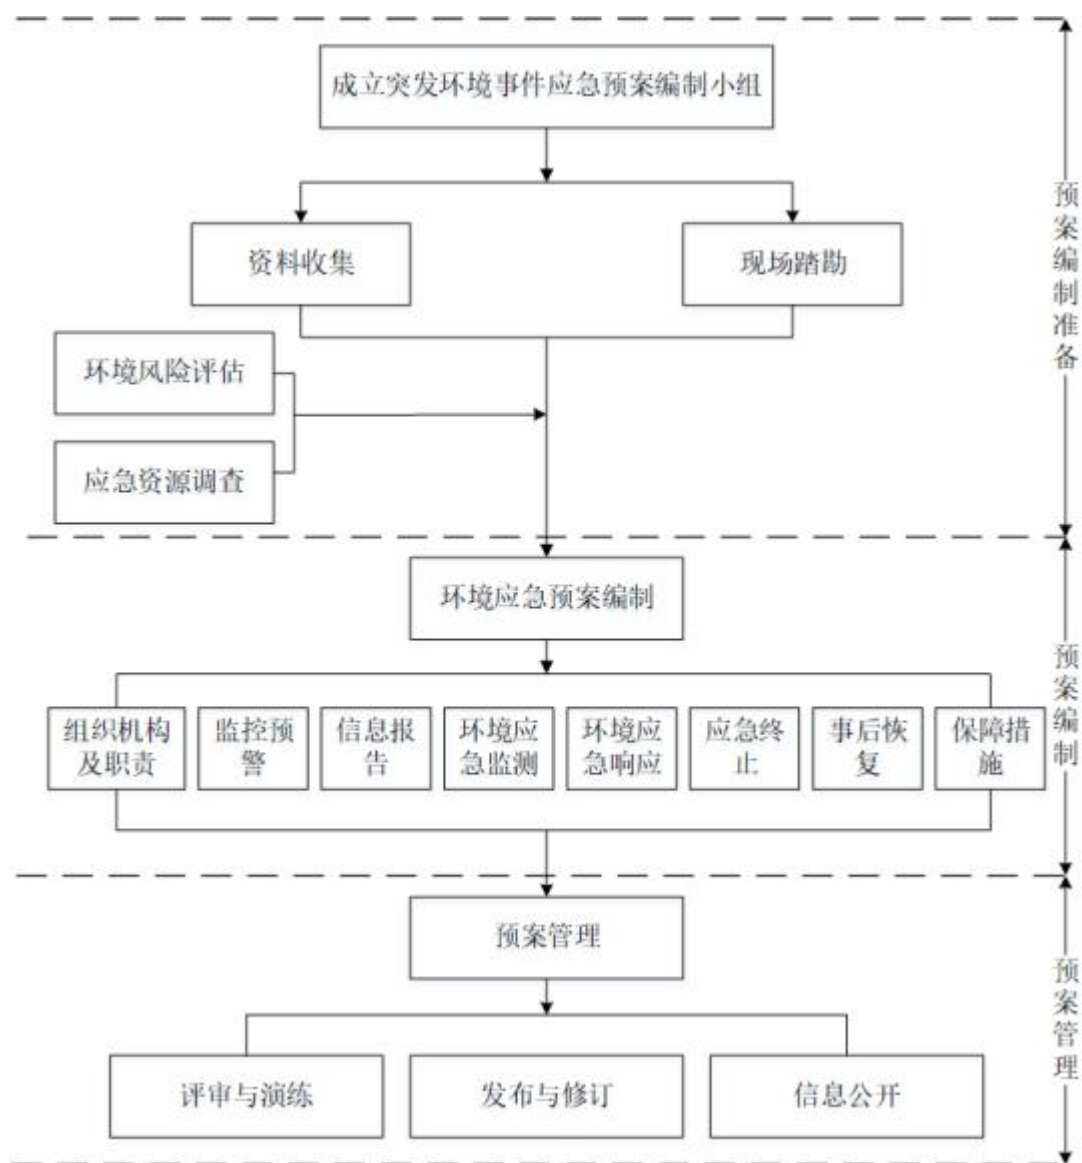 成立突发环境事件应急预案编制小组
资料收集
现场踏勘
环境风险评估
应急资源调查
预案编制准备
环境应急预案编制
组织机构
及职责
监控预
警
信息报
告
环境应
急监测
环境应
急响应
应急终
止
事后恢
复
保障措
施
预案编制
预案管理
评审与演练
发布与修订
信息公开
预案管理